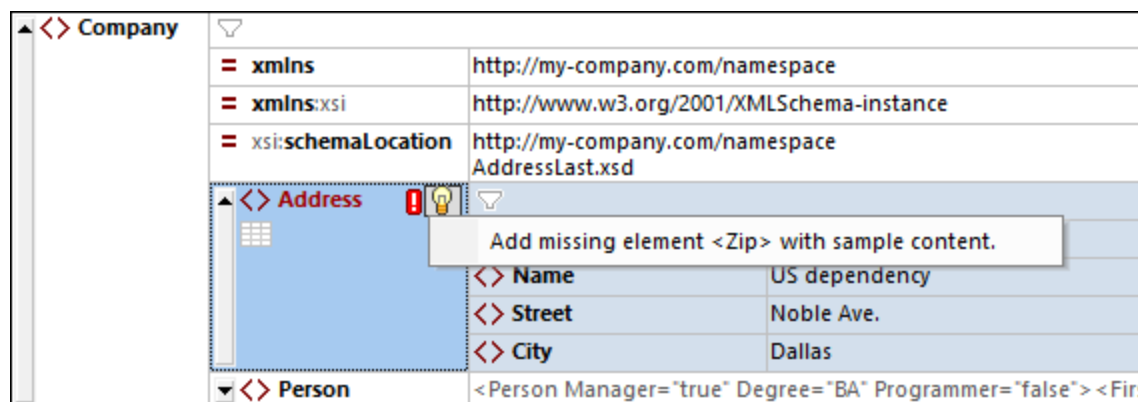 <> Company
= xmlns http://my-company.com/namespace
= xmlns:xsi http://www.w3.org/2001/XMLSchema-instance
= xsi:schemaLocation http://my-company.com/namespace
AddressLast.xsd
<> Address
Add missing element <Zip> with sample content.
<> Name US dependency
<> Street Noble Ave.
<> City Dallas
<> Person <Person Manager="true" Degree="BA" Programmer="false"><Fir